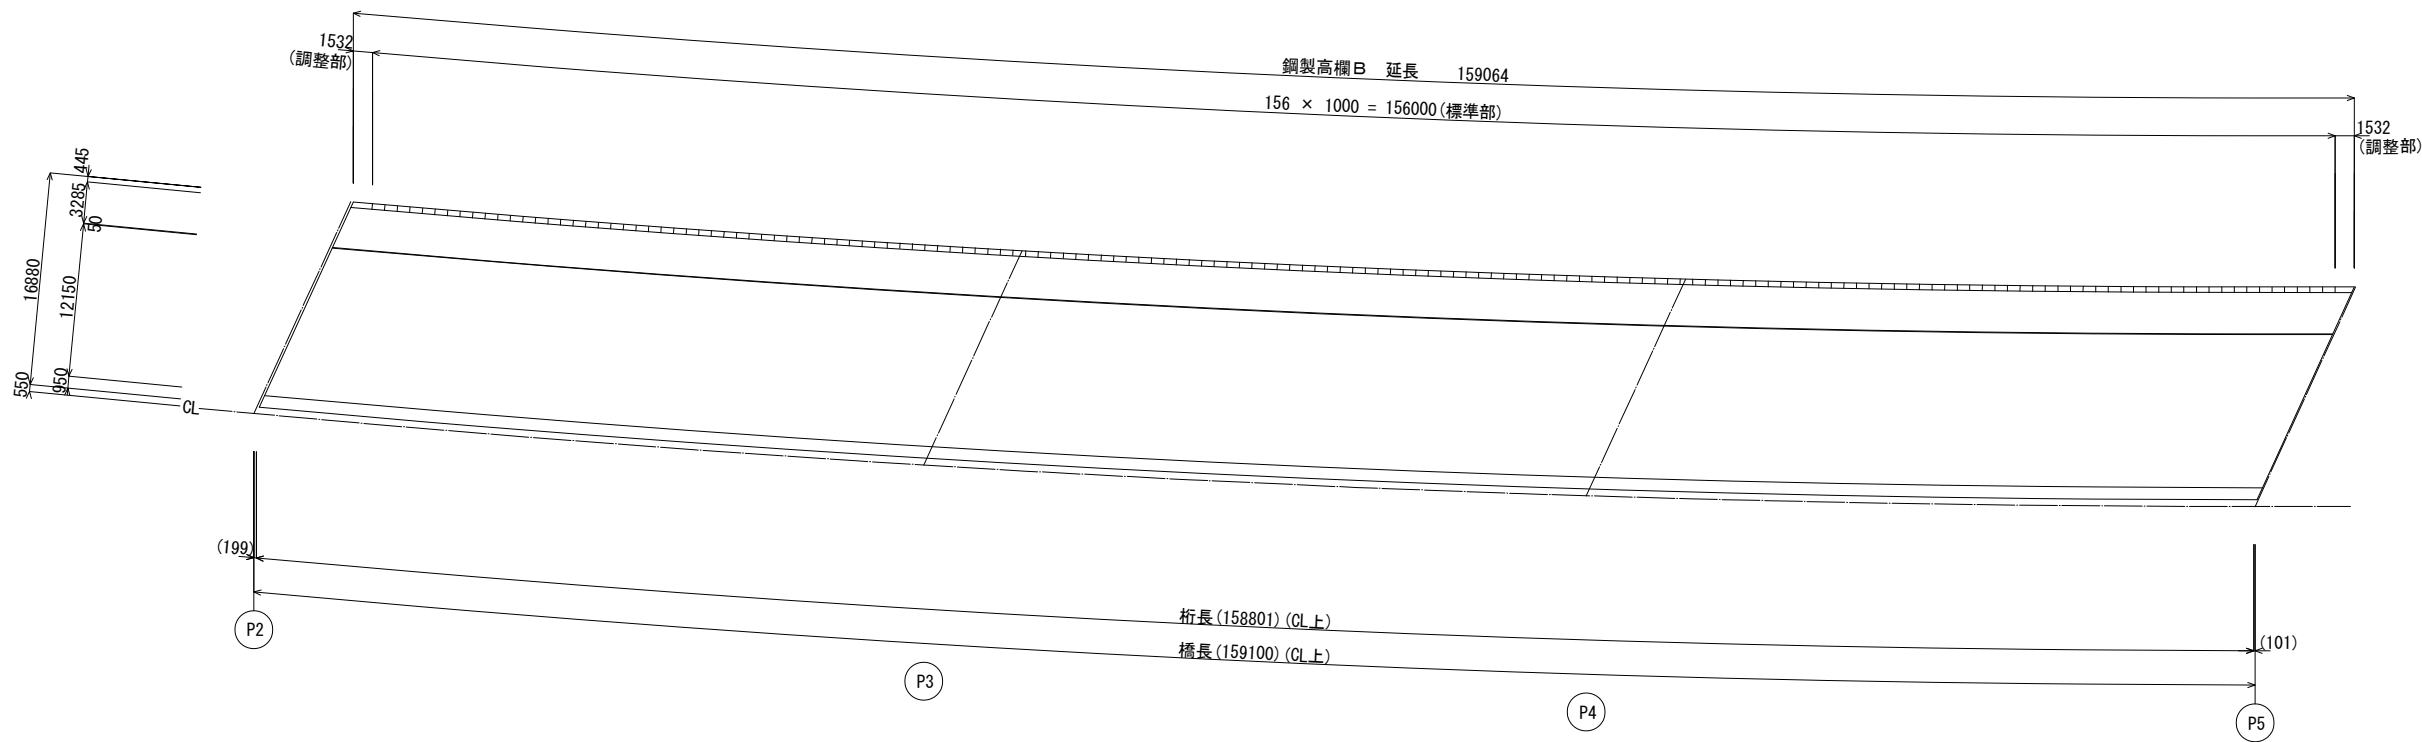 1532
(調整部)
鋼製高欄B 延長 159064
156 × 1000 = 156000(標準部)
1532
(調整部)
445
3285
50
16880
12150
550
950
CL
(199)
桁長(158801)(CL上)
橋長(159100)(CL上)
(101)
P2
P3
P4
P5